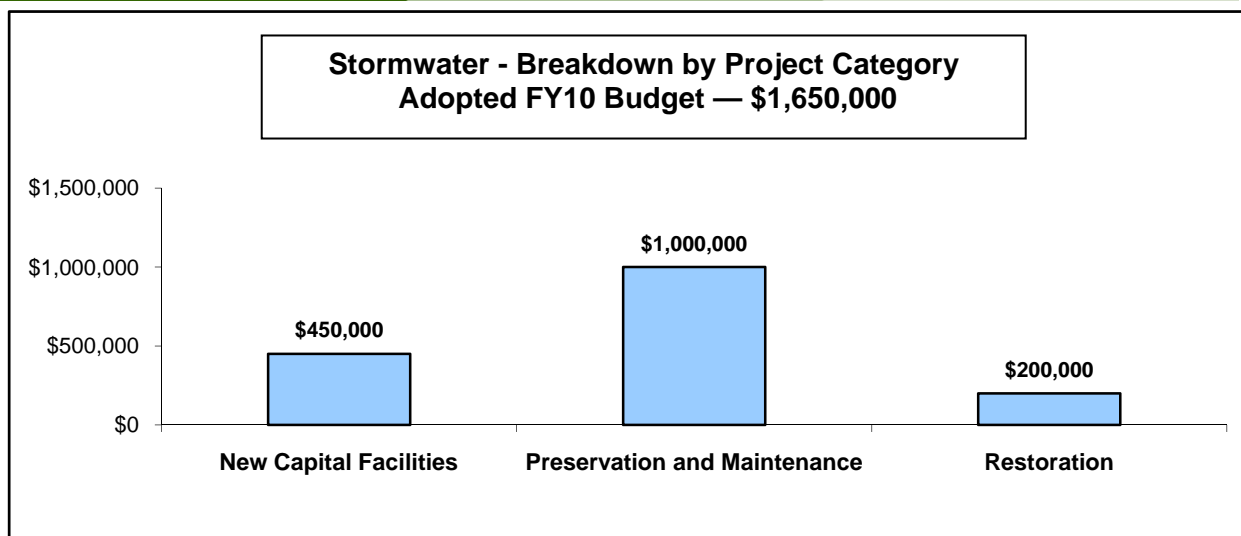 Stormwater - Breakdown by Project Category
Adopted FY10 Budget — $1,650,000
$1,500,000
$1,000,000
$500,000
$0
$450,000
$1,000,000
$200,000
New Capital Facilities
Preservation and Maintenance
Restoration